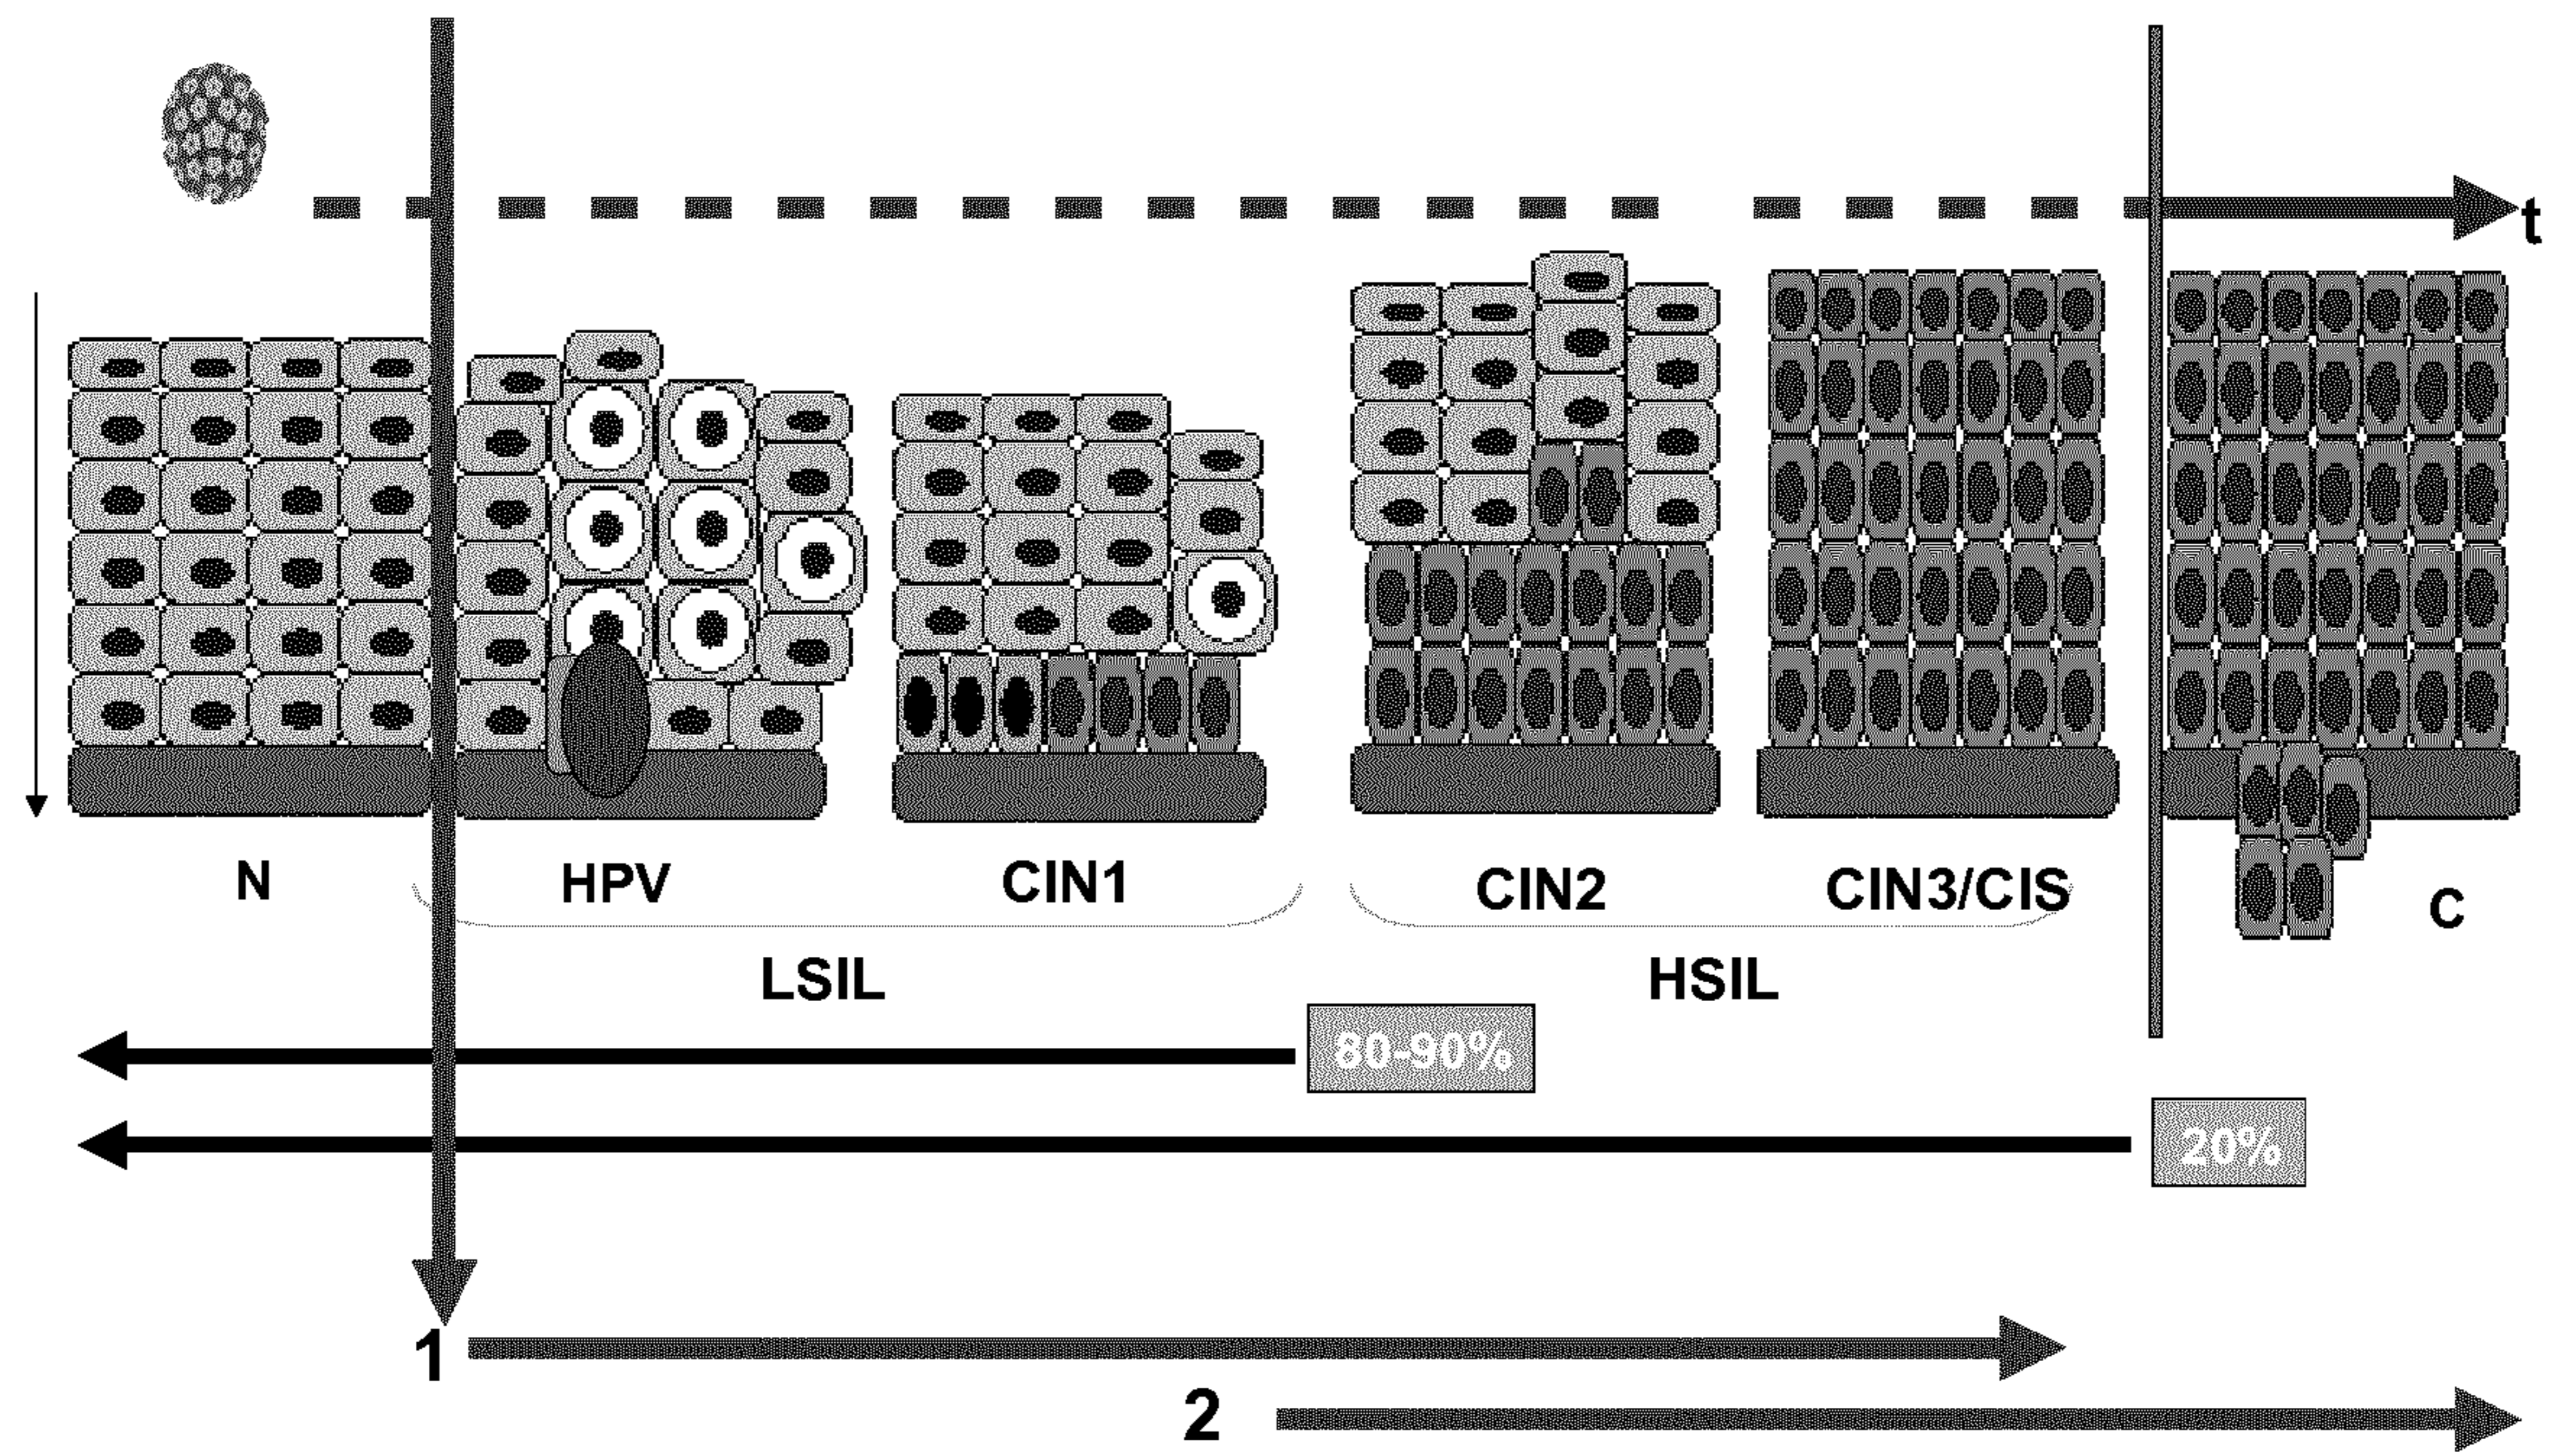 t
N
HPV
CIN1
CIN2
CIN3/CIS
C
LSIL
HSIL
80-90%
20%
1
2